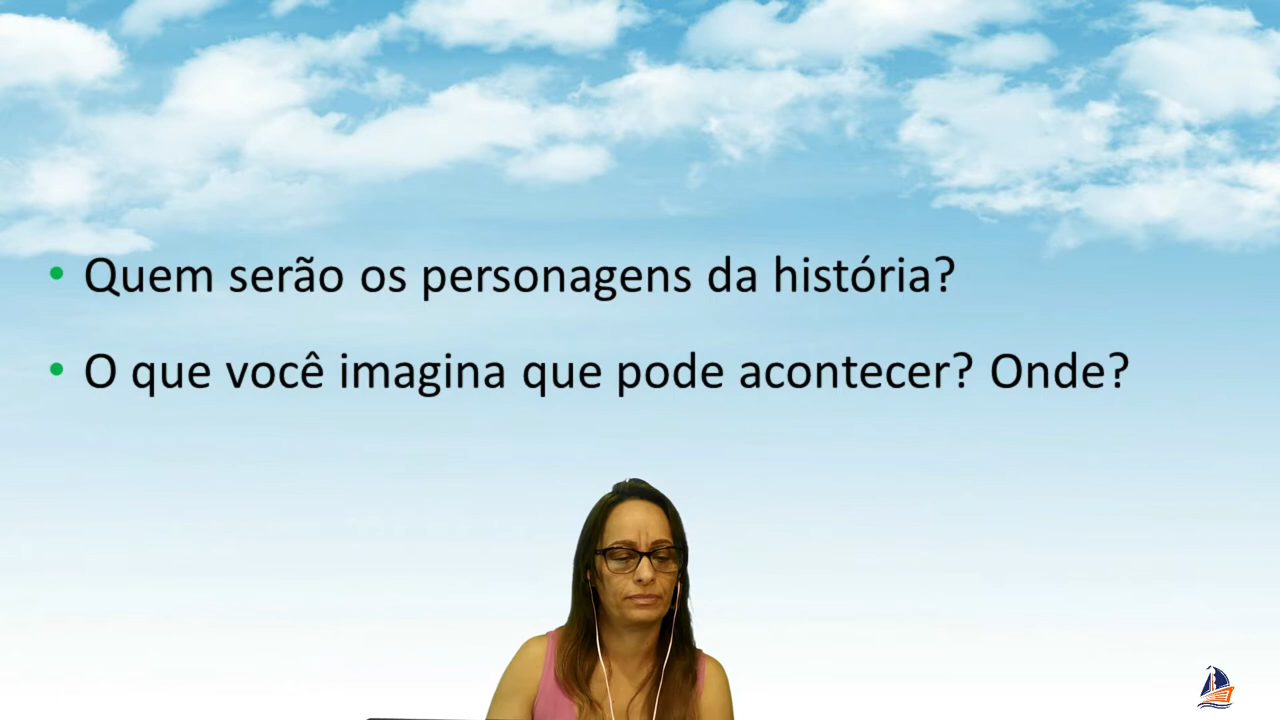 • Quem serão os personagens da história?
• O que você imagina que pode acontecer? Onde?